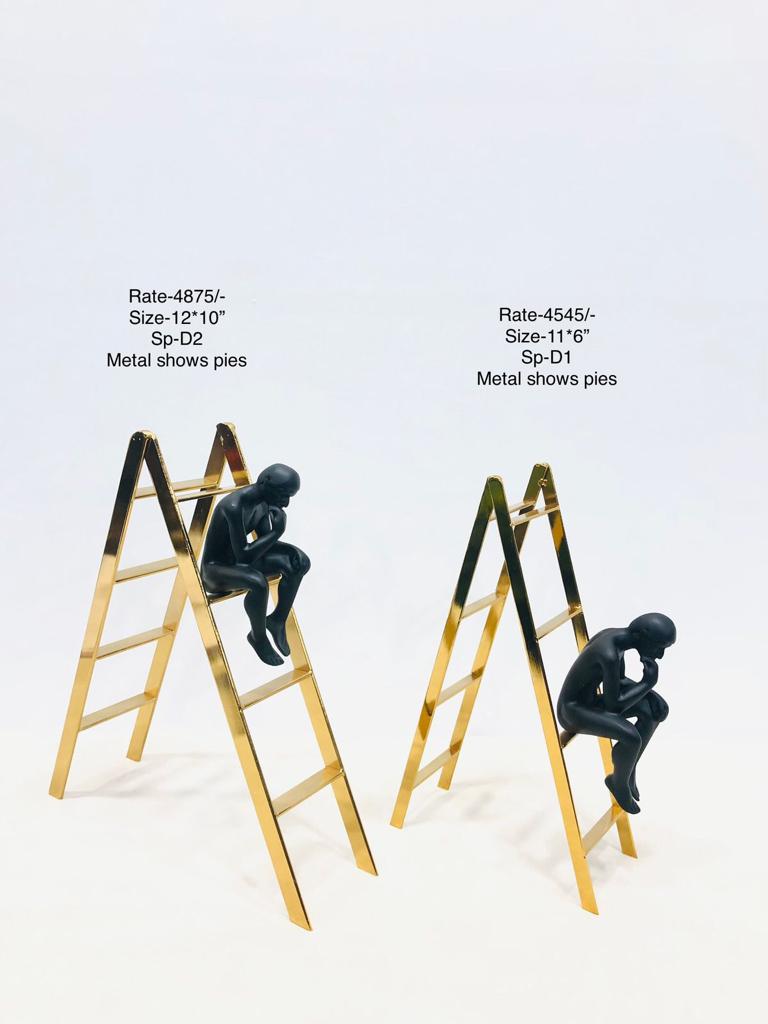 Rate-4875/-
Size-12*10”
Sp-D2
Metal shows pies
Rate-4545/-
Size-11*6”
Sp-D1
Metal shows pies